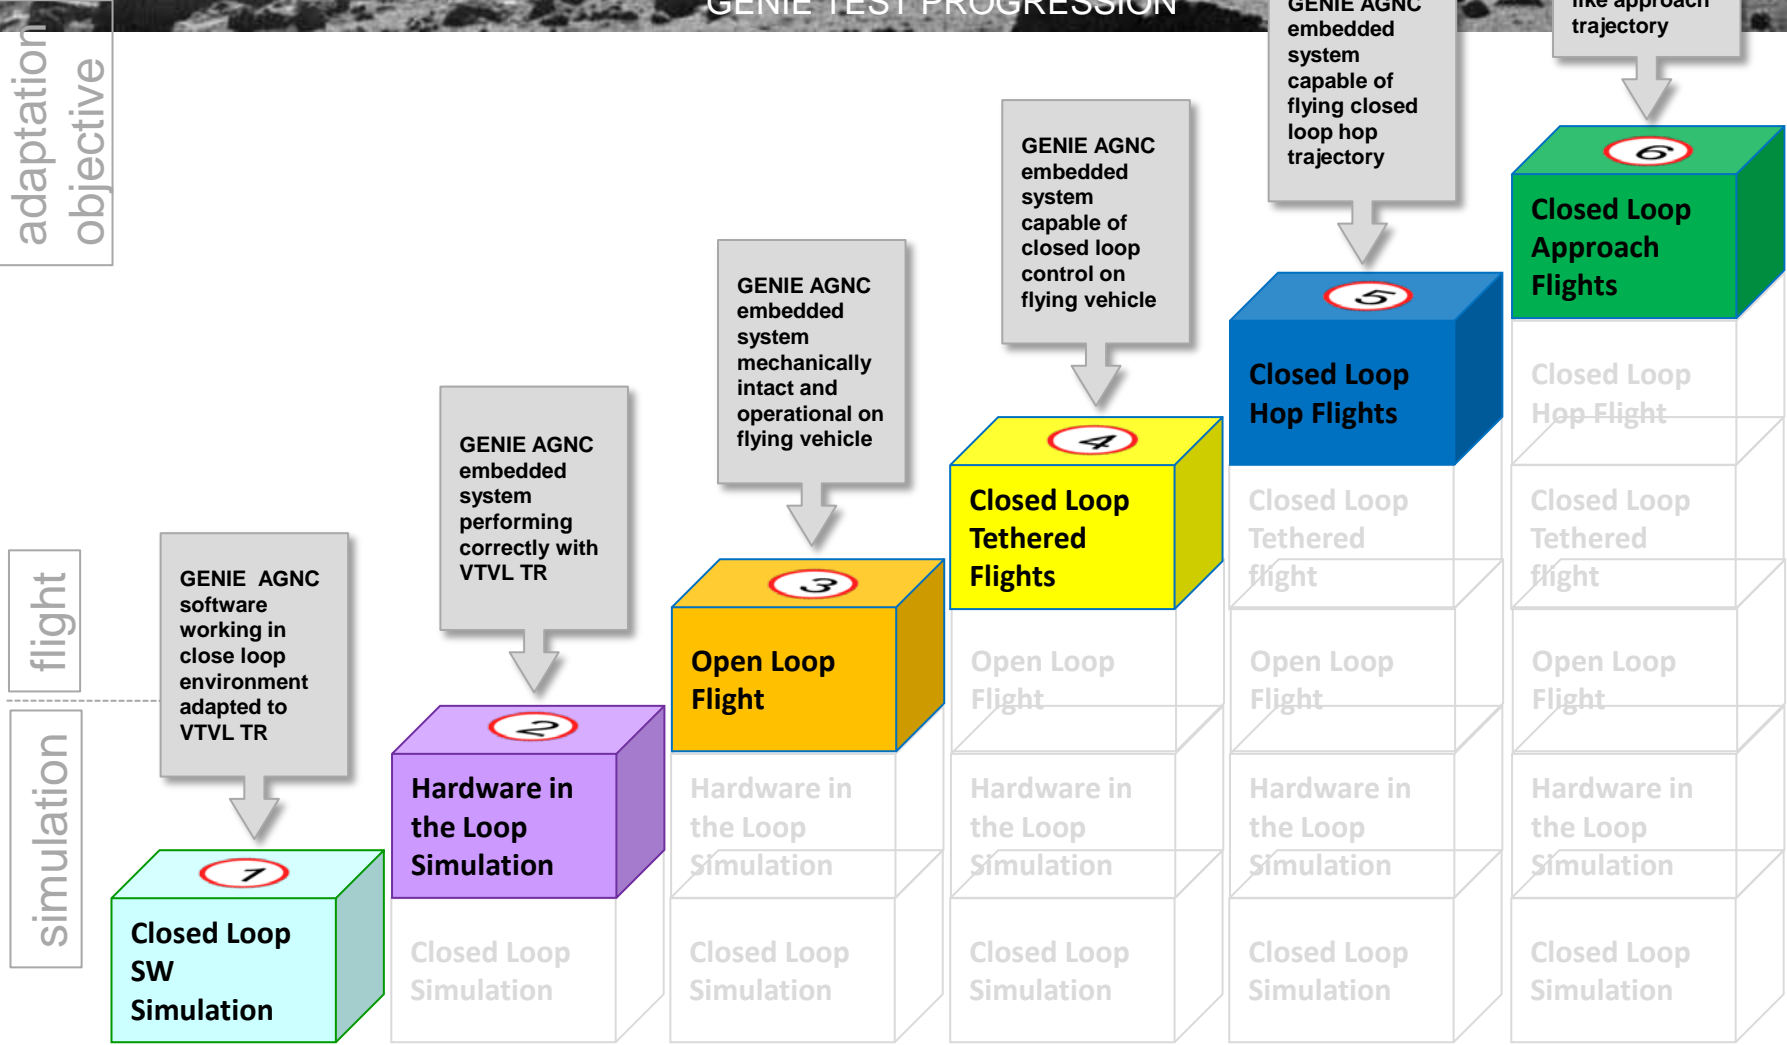 GENIE TEST PROGRESSION
adaptation
objective
flight
simulation
GENIE  AGNC
software
working in
close loop
environment
adapted to
VTVL TR
1
Closed Loop
SW
Simulation
GENIE AGNC
embedded
system
performing
correctly with
VTVL TR
2
Hardware in
the Loop
Simulation
Closed Loop
Simulation
GENIE AGNC
embedded
system
mechanically
intact and
operational on
flying vehicle
3
Open Loop
Flight
Hardware in
the Loop
Simulation
Closed Loop
Simulation
GENIE AGNC
embedded
system
capable of
closed loop
control on
flying vehicle
4
Closed Loop
Tethered
Flights
Open Loop
Flight
Hardware in
the Loop
Simulation
Closed Loop
Simulation
GENIE AGNC
embedded
system
capable of
flying closed
loop hop
trajectory
5
Closed Loop
Hop Flights
Closed Loop
Tethered
flight
Open Loop
Flight
Hardware in
the Loop
Simulation
Closed Loop
Simulation
like approach
trajectory
6
Closed Loop
Approach
Flights
Closed Loop
Hop Flight
Closed Loop
Tethered
flight
Open Loop
Flight
Hardware in
the Loop
Simulation
Closed Loop
Simulation